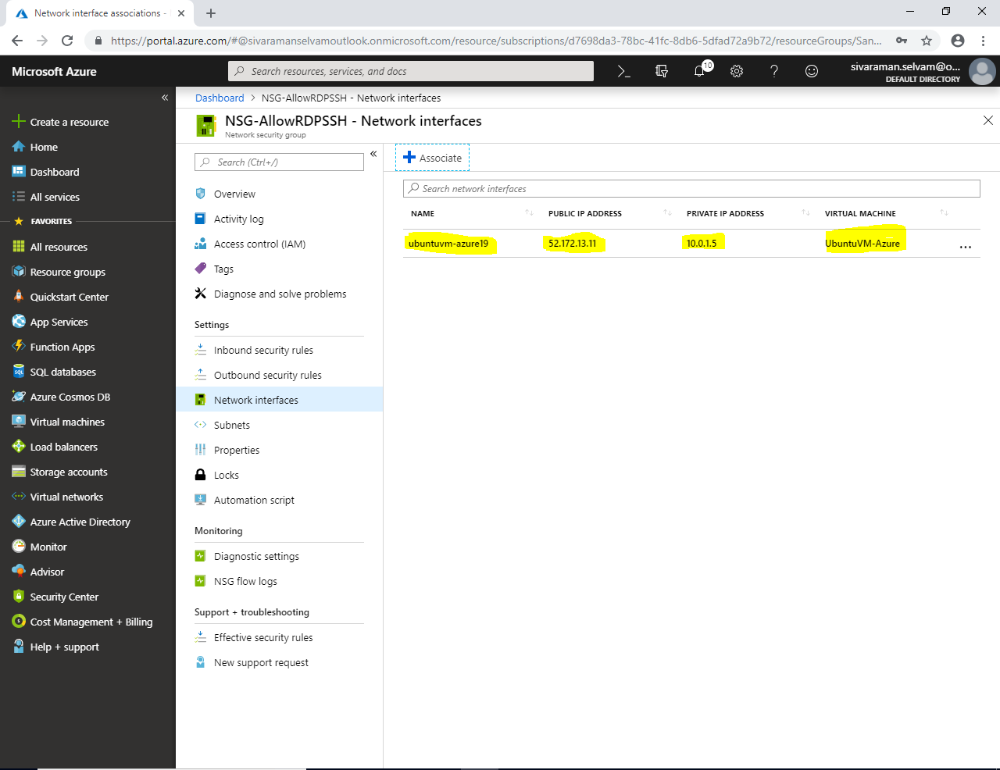 Network interface associations -
https://portal.azure.com/#@sivaramanselvamoutlook.onmicrosoft.com/resource/subscriptions/d7698da3-78bc-41fc-8db6-5dfad72a9b72/resourceGroups/San...
Microsoft Azure
Search resources, services, and docs
10
sivaraman.selvam@o...
DEFAULT DIRECTORY
Create a resource
Home
Dashboard
All services
FAVORITES
All resources
Resource groups
Quickstart Center
App Services
Function Apps
SQL databases
Azure Cosmos DB
Virtual machines
Load balancers
Storage accounts
Virtual networks
Azure Active Directory
Monitor
Advisor
Security Center
Cost Management + Billing
Help + support
Dashboard > NSG-AllowRDPSSH - Network interfaces
NSG-AllowRDPSSH - Network interfaces
Network security group
Search (Ctrl+/)
Overview
Activity log
Access control (IAM)
Tags
Diagnose and solve problems
Settings
Inbound security rules
Outbound security rules
Network interfaces
Subnets
Properties
Locks
Automation script
Monitoring
Diagnostic settings
NSG flow logs
Support + troubleshooting
Effective security rules
New support request
Associate
Search network interfaces
NAME PUBLIC IP ADDRESS PRIVATE IP ADDRESS VIRTUAL MACHINE
ubuntuvm-azure19 52.172.13.11 10.0.1.5 UbuntuVM-Azure ...